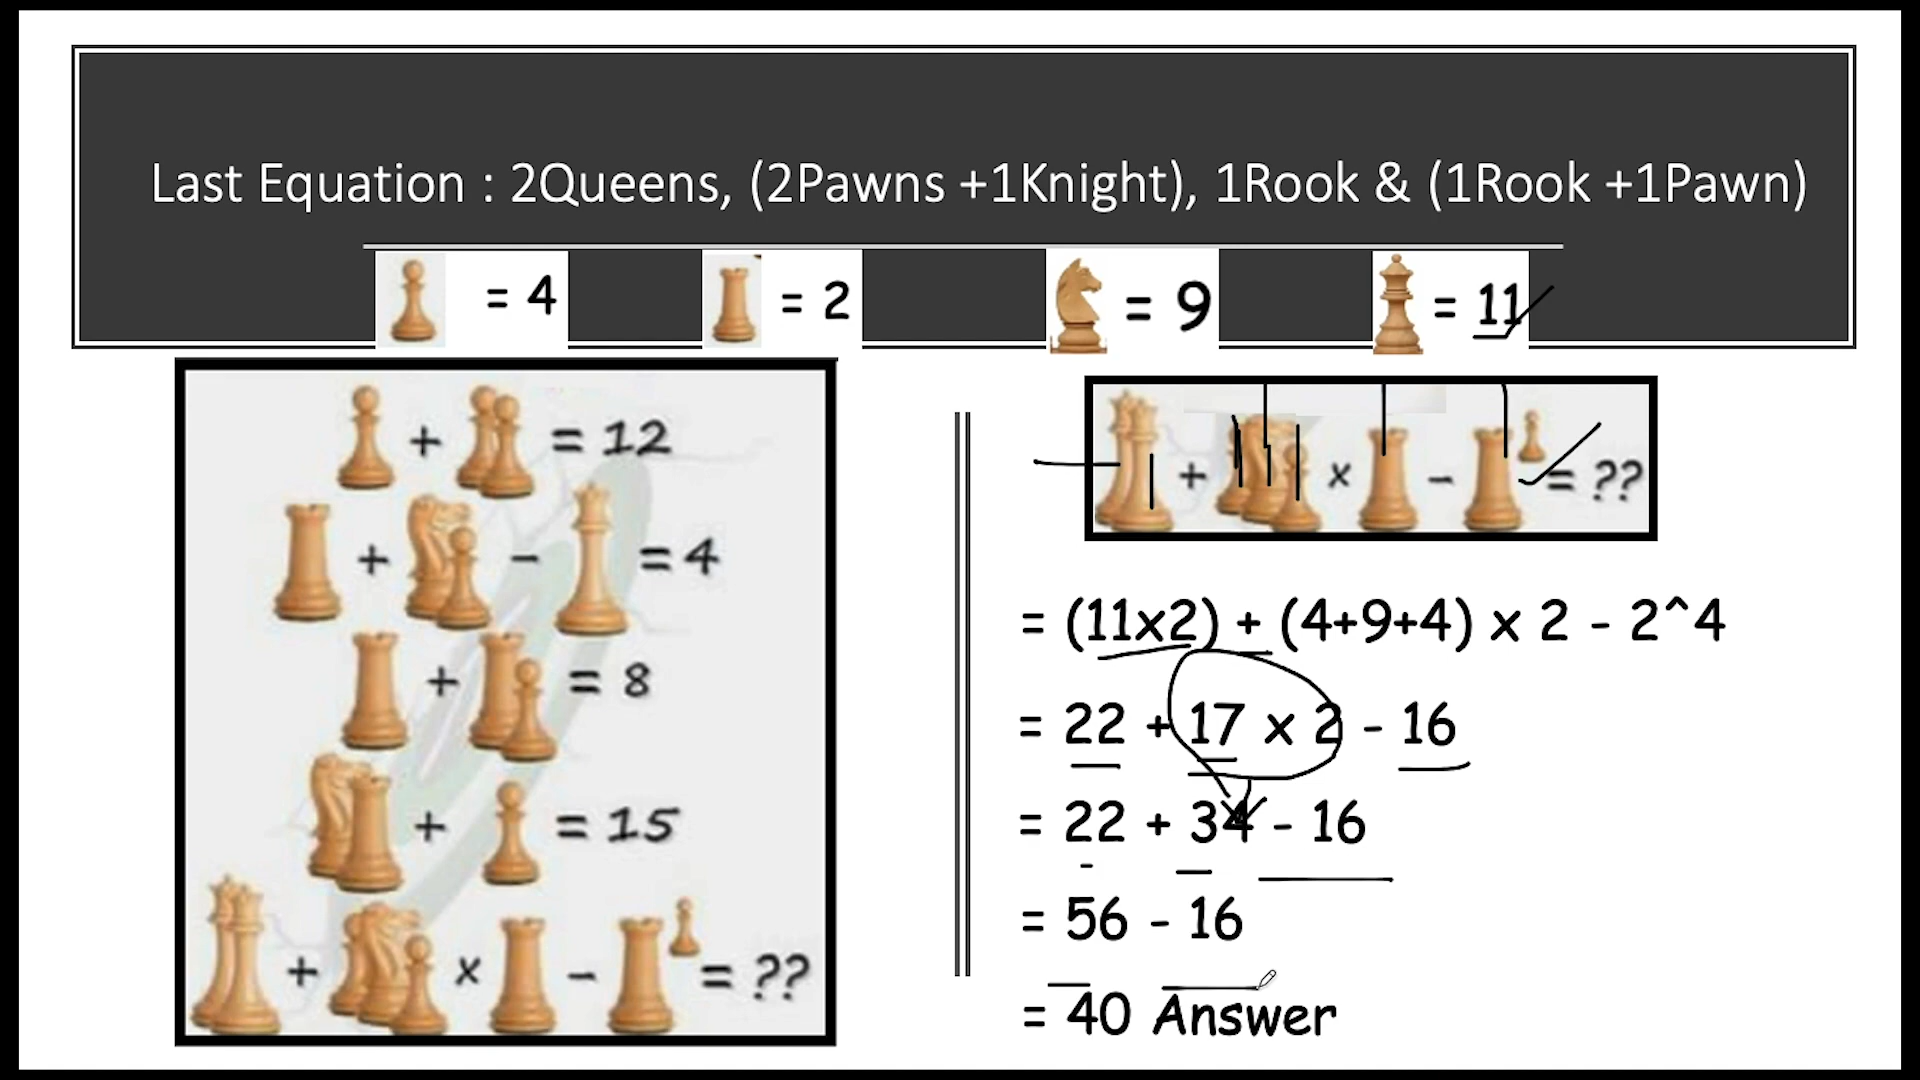 Last Equation : 2Queens, (2Pawns +1Knight), 1Rook & (1Rook +1Pawn)
= 4
= 2
= 9
= 11
+ = 12
+ - = 4
+ = 8
+ = 15
+ x - = ??
+ x - = ??
= (11x2) + (4+9+4) x 2 - 2^4
= 22 + 17 x 2 - 16
= 22 + 34 - 16
= 56 - 16
= 40 Answer